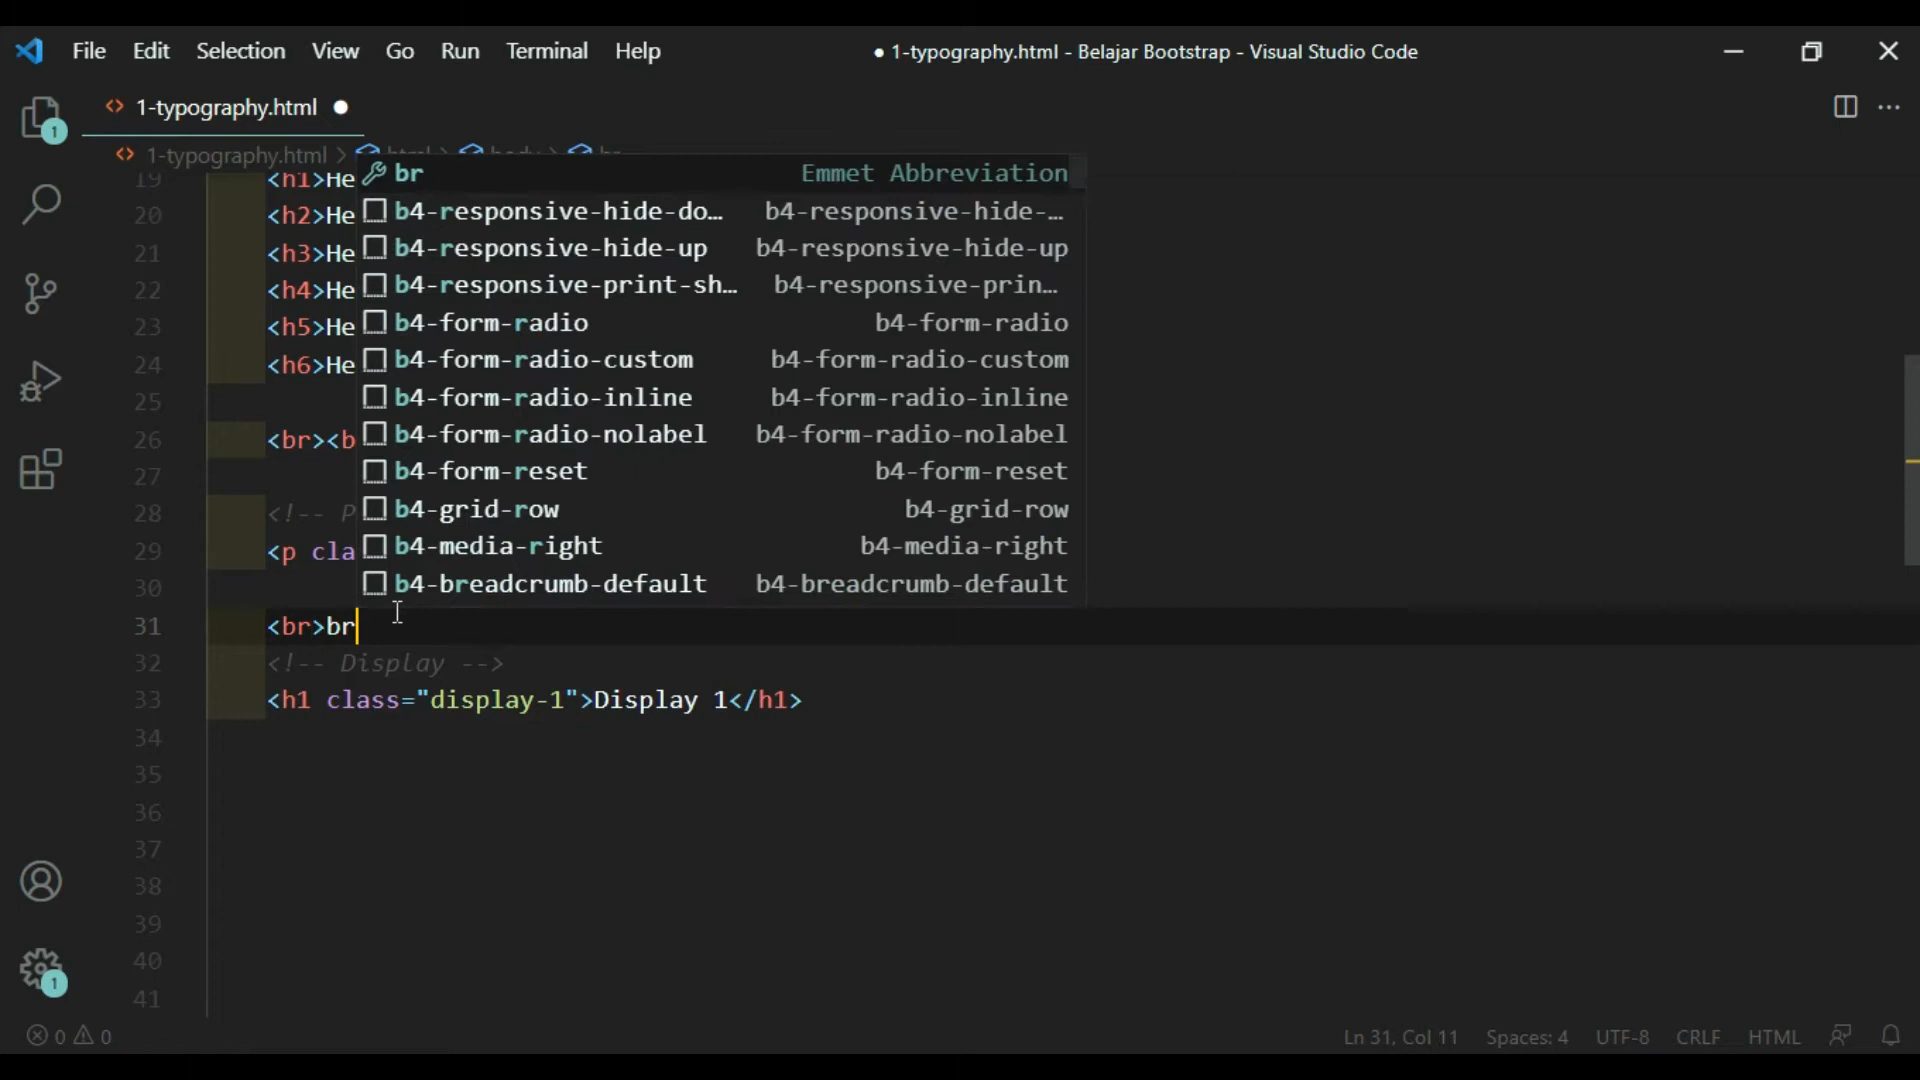 File Edit Selection View Go Run Terminal Help ● 1-typography.html - Belajar Bootstrap - Visual Studio Code
<> 1-typography.html ●
1
<> 1-typography.html >
br Emmet Abbreviation
19 <h1>He
b4-responsive-hide-do… b4-responsive-hide-…
20 <h2>He
b4-responsive-hide-up b4-responsive-hide-up
21 <h3>He
b4-responsive-print-sh… b4-responsive-prin…
22 <h4>He
b4-form-radio b4-form-radio
23 <h5>He
b4-form-radio-custom b4-form-radio-custom
24 <h6>He
b4-form-radio-inline b4-form-radio-inline
25
b4-form-radio-nolabel b4-form-radio-nolabel
26 <br><b
b4-form-reset b4-form-reset
27
b4-grid-row b4-grid-row
28 <!-- P
b4-media-right b4-media-right
29 <p cla
b4-breadcrumb-default b4-breadcrumb-default
30
31 <br>br
32 <!-- Display -->
33 <h1 class="display-1">Display 1</h1>
34
35
36
37
38
39
40
41
1
0 0 Ln 31, Col 11 Spaces: 4 UTF-8 CRLF HTML